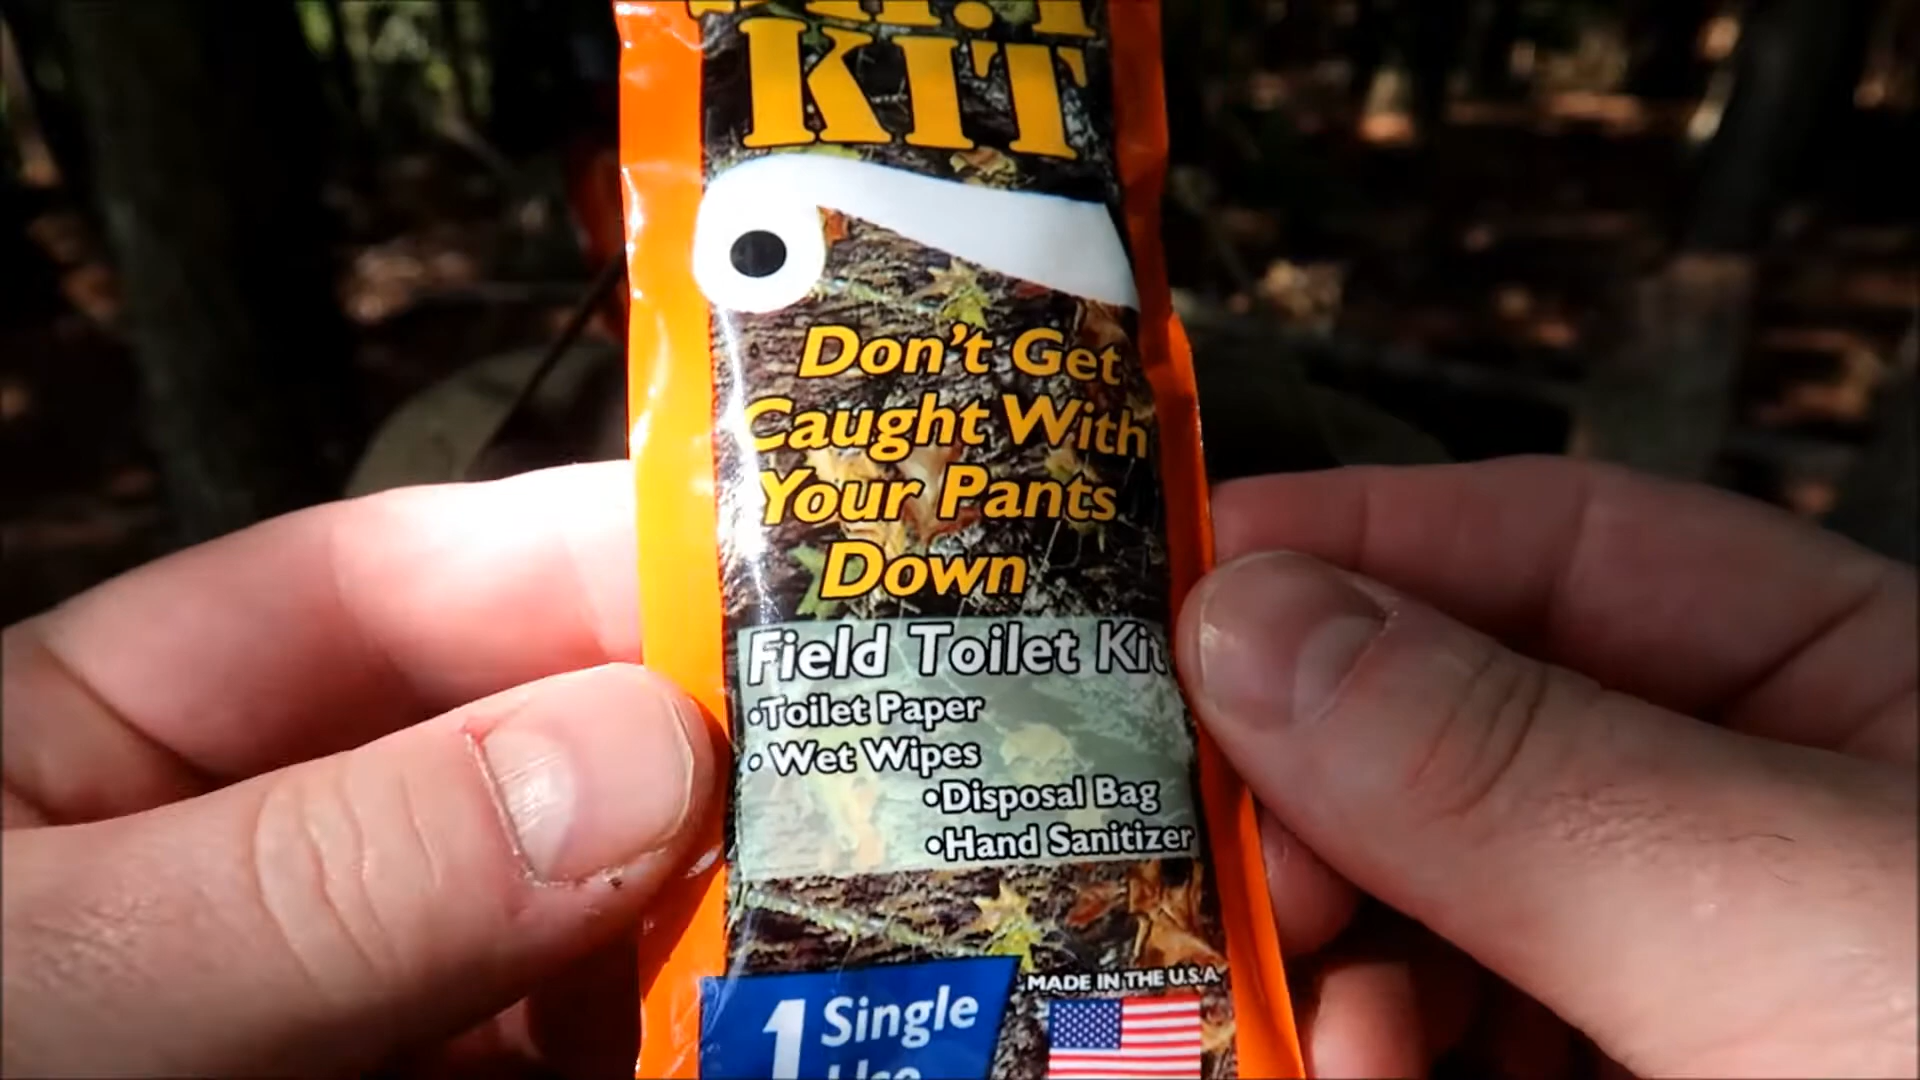 KIT
Don't Get
Caught With
Your Pants
Down
Field Toilet Kit
•Toilet Paper
• Wet Wipes
•Disposal Bag
•Hand Sanitizer
MADE IN THE U.S.A
1 Single
Use